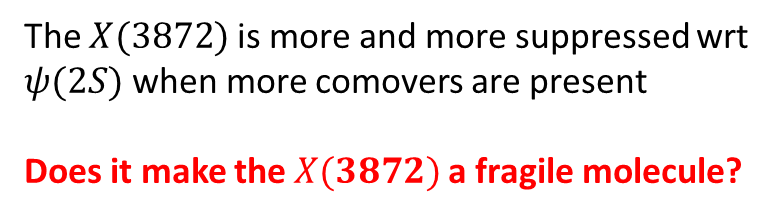 The X(3872) is more and more suppressed wrt
ψ(2S) when more comovers are present
Does it make the X(3872) a fragile molecule?